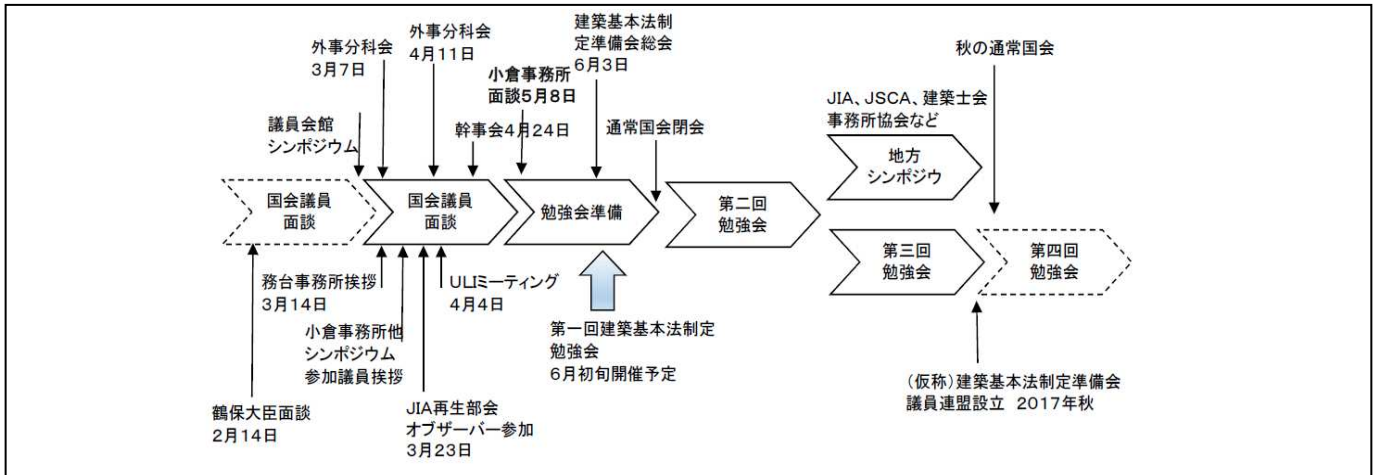 外事分科会
3月7日
外事分科会
4月11日
建築基本法制
定準備会総会
6月3日
秋の通常国会
小倉事務所
面談5月8日
JIA、JSCA、建築士会
事務所協会など
議員会館
シンポジウム
幹事会4月24日
通常国会閉会
地方
シンポジウ
国会議員
面談
国会議員
面談
勉強会準備
第二回
勉強会
第三回
勉強会
第四回
勉強会
務台事務所挨拶
3月14日
ULIミーティング
4月4日
小倉事務所他
シンポジウム
参加議員挨拶
第一回建築基本法制定
勉強会
6月初旬開催予定
鶴保大臣面談
2月14日
JIA再生部会
オブザーバー参加
3月23日
(仮称)建築基本法制定準備会
議員連盟設立 2017年秋